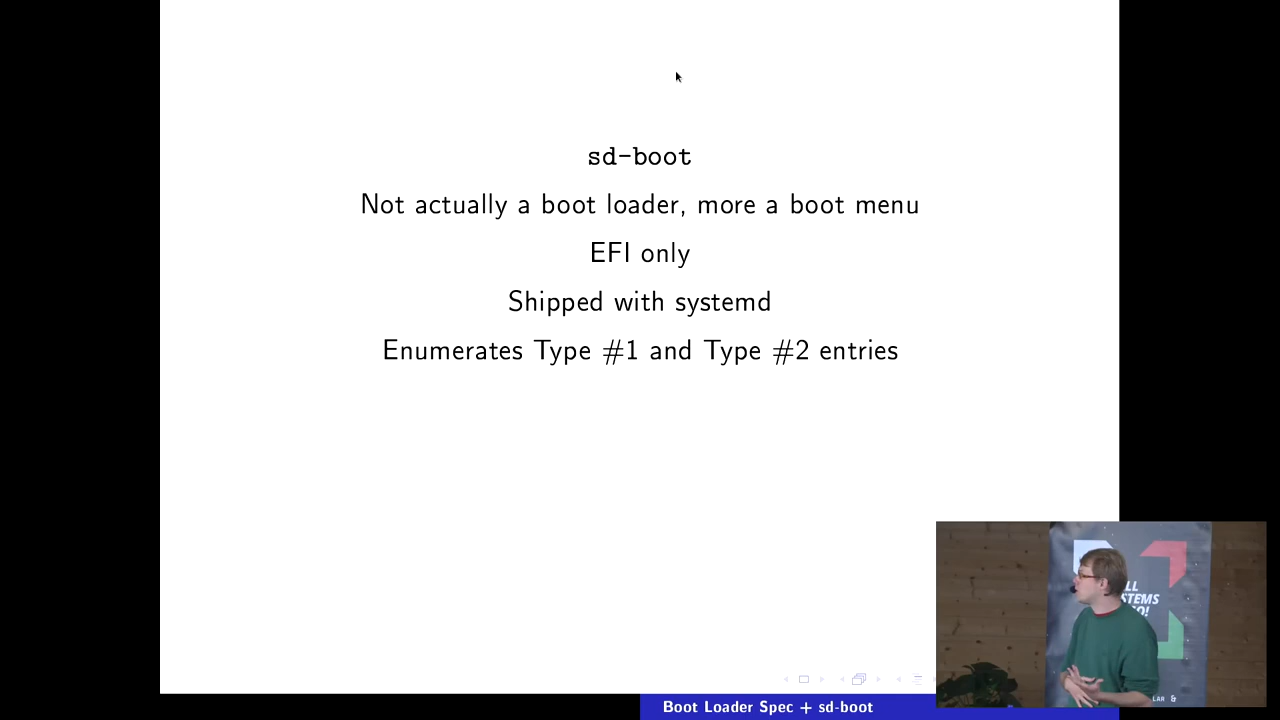 sd-boot
Not actually a boot loader, more a boot menu
EFI only
Shipped with systemd
Enumerates Type #1 and Type #2 entries
Boot Loader Spec + sd-boot
LAB &